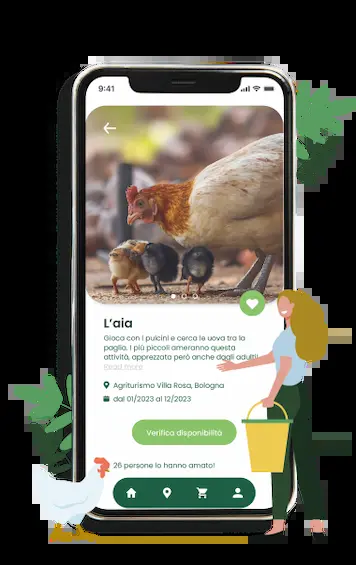 9:41
L'aia
Gioca con i pulcini e cerca le uova tra la
paglia. I più piccoli ameranno questa
attività, apprezzata però anche dagli adulti!
Read more
Agriturismo Villa Rosa, Bologna
dal 01/2023 al 12/2023
Verifica disponibilità
26 persone lo hanno amato!